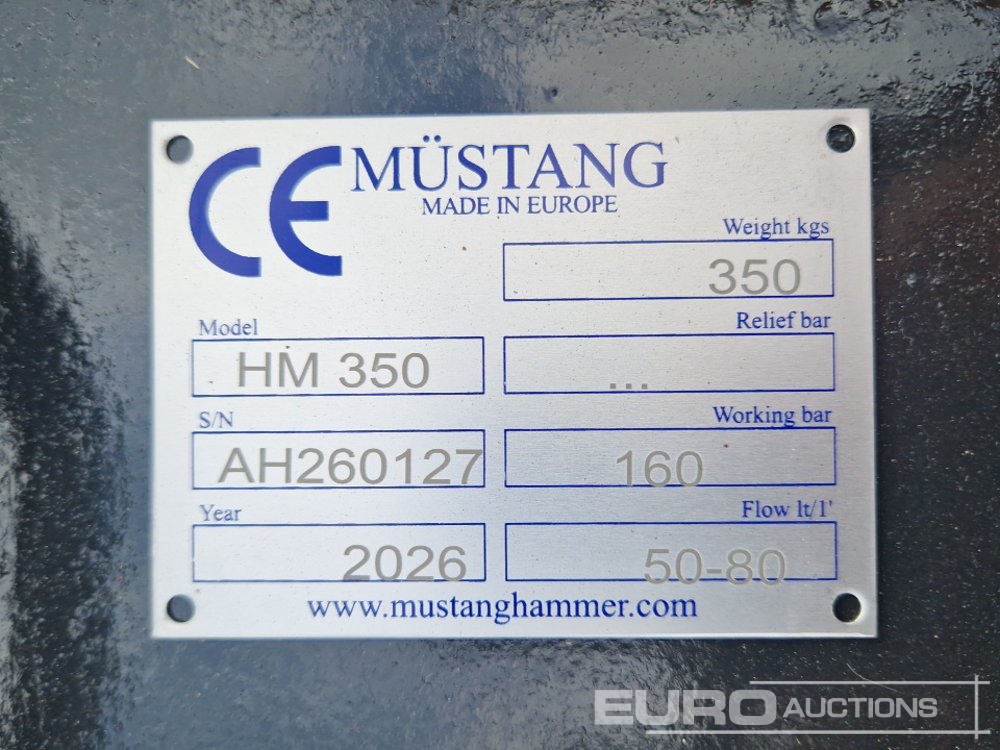 CE MÜSTANG
MADE IN EUROPE
Weight kgs
350
Model
HM 350
Relief bar
...
S/N
AH260127
Working bar
160
Year
2026
Flow lt/1'
50-80
www.mustanghammer.com
EURO AUCTIONS